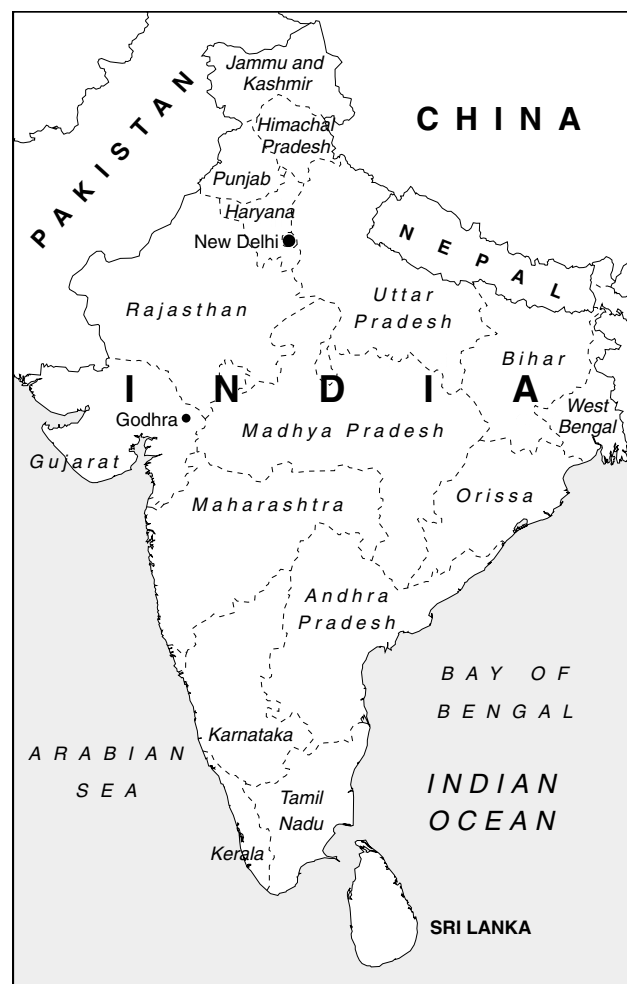 Jammu and
Kashmir
CHINA
Himachal
Pradesh
PAKISTAN
Punjab
Haryana
New Delhi
NEPAL
Rajasthan
Uttar
Pradesh
Bihar
INDIA
Godhra
West
Bengal
Madhya Pradesh
Gujarat
Maharashtra
Orissa
Andhra
Pradesh
BAY OF
BENGAL
Karnataka
ARABIAN
SEA
INDIAN
OCEAN
Tamil
Nadu
Kerala
SRI LANKA